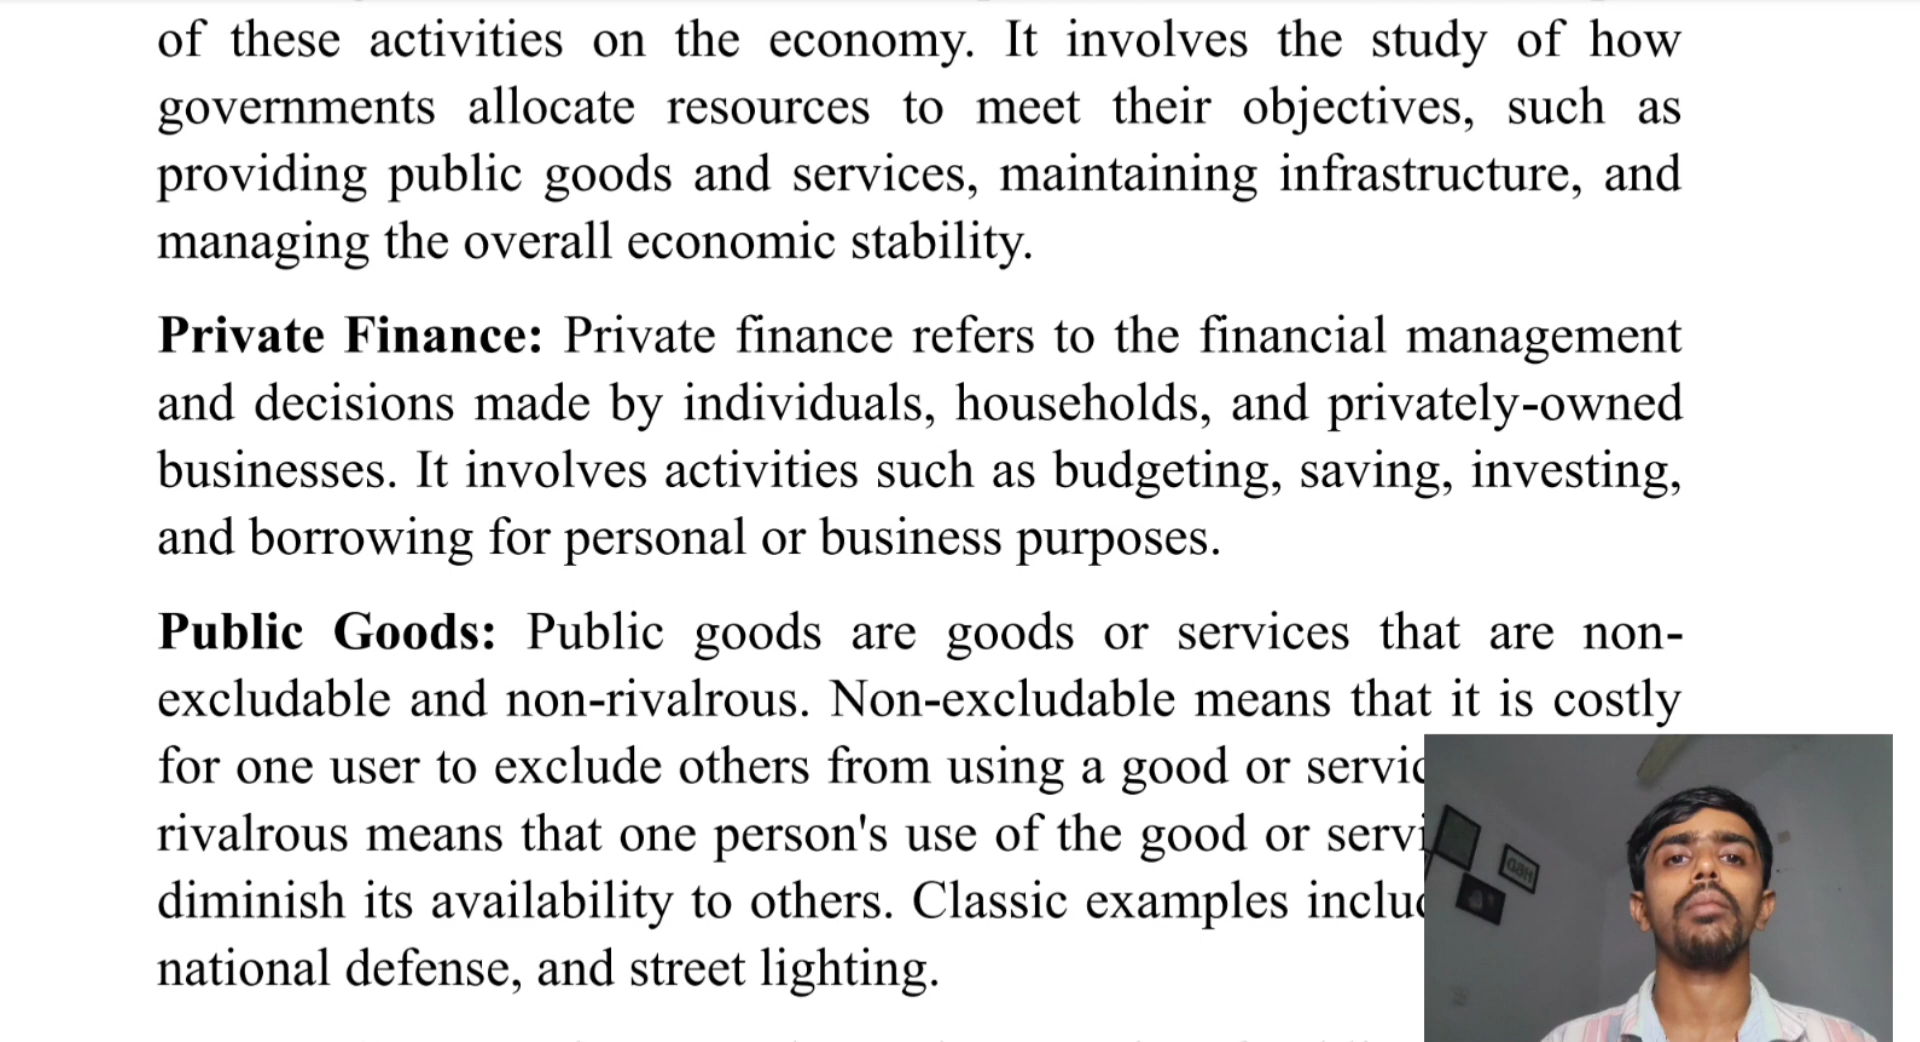 of these activities on the economy. It involves the study of how
governments allocate resources to meet their objectives, such as
providing public goods and services, maintaining infrastructure, and
managing the overall economic stability.
Private Finance: Private finance refers to the financial management
and decisions made by individuals, households, and privately-owned
businesses. It involves activities such as budgeting, saving, investing,
and borrowing for personal or business purposes.
Public Goods: Public goods are goods or services that are non-
excludable and non-rivalrous. Non-excludable means that it is costly
for one user to exclude others from using a good or
rivalrous means that one person's use of the good or
diminish its availability to others. Classic examples
national defense, and street lighting.